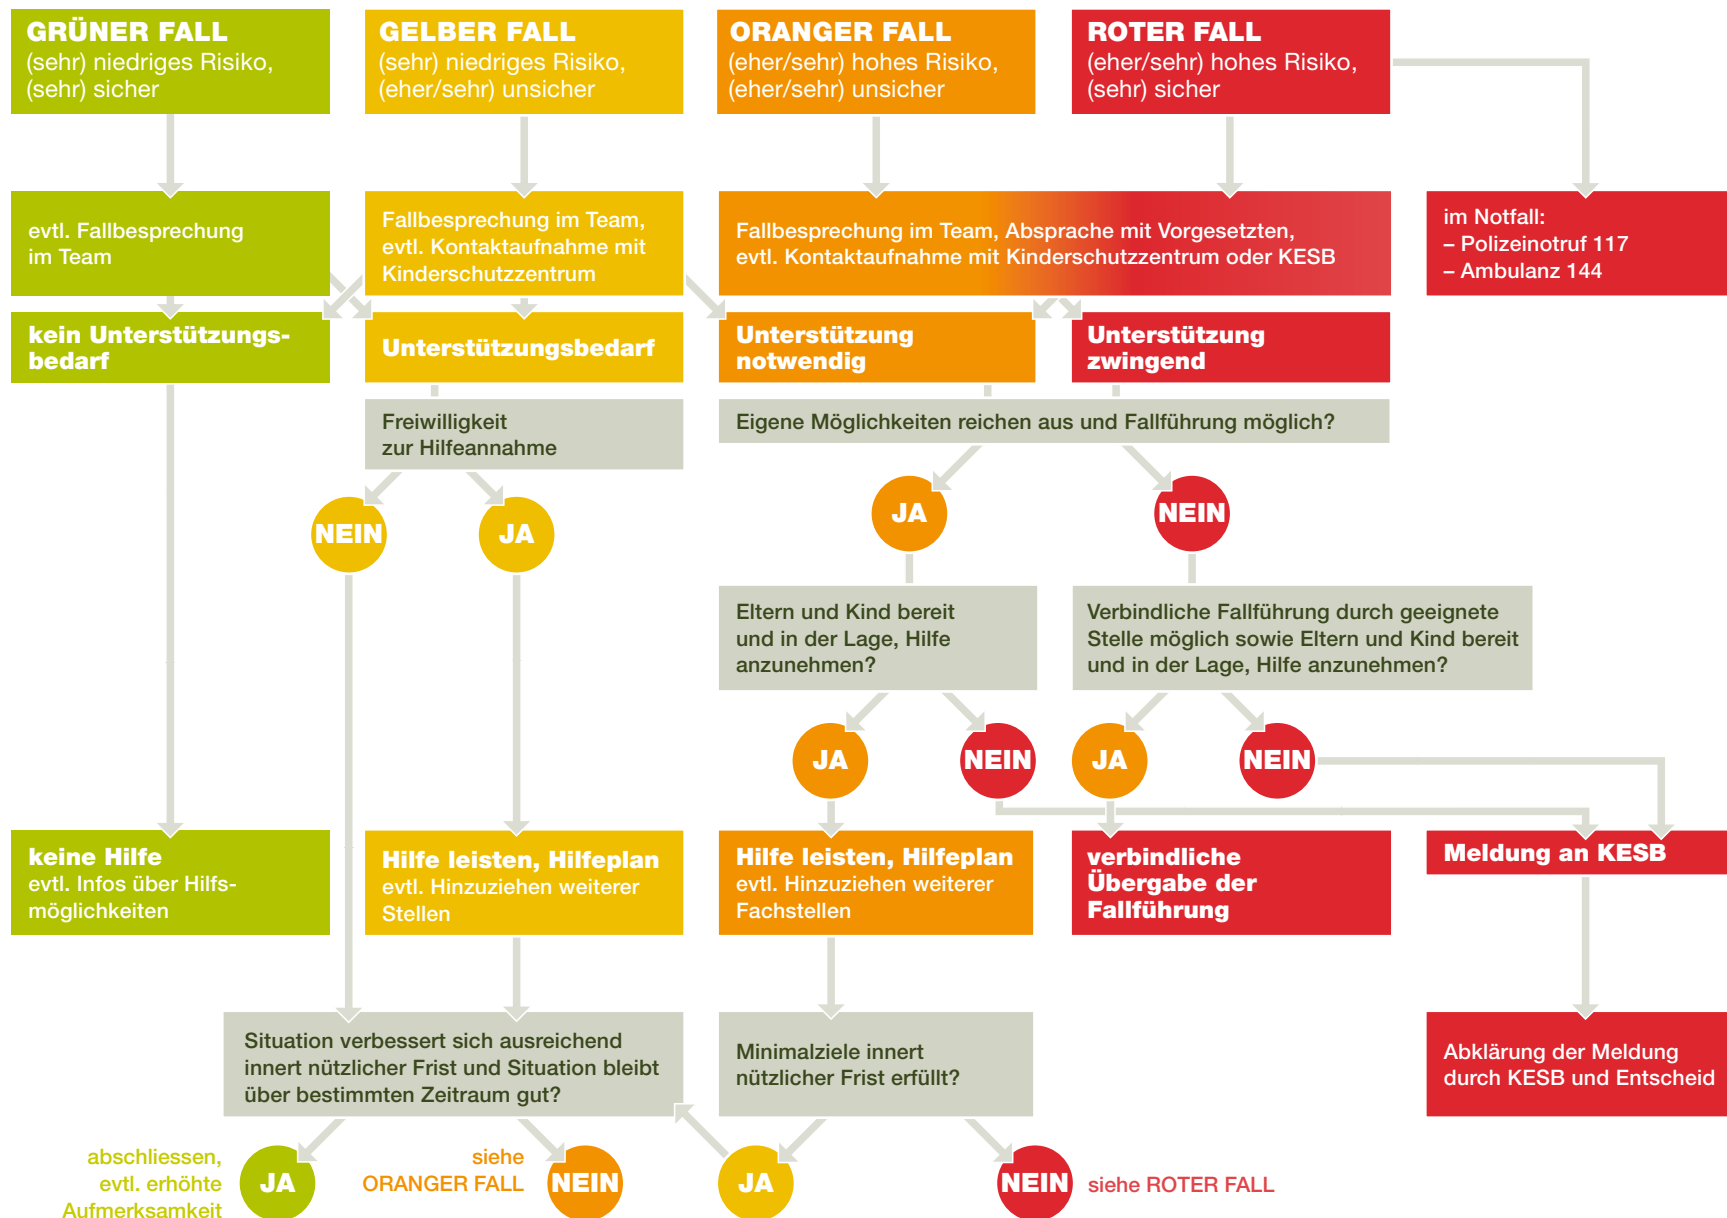 GRÜNER FALL
(sehr) niedriges Risiko,
(sehr) sicher
GELBER FALL
(sehr) niedriges Risiko,
(eher/sehr) unsicher
ORANGER FALL
(eher/sehr) hohes Risiko,
(eher/sehr) unsicher
ROTER FALL
(eher/sehr) hohes Risiko,
(sehr) sicher
evtl. Fallbesprechung
im Team
Fallbesprechung im Team,
evtl. Kontaktaufnahme mit
Kinderschutzzentrum
Fallbesprechung im Team, Absprache mit Vorgesetzten,
evtl. Kontaktaufnahme mit Kinderschutzzentrum oder KESB
im Notfall:
– Polizeinotruf 117
– Ambulanz 144
kein Unterstützungs-
bedarf
Unterstützungsbedarf
Unterstützung
notwendig
Unterstützung
zwingend
Freiwilligkeit
zur Hilfeannahme
Eigene Möglichkeiten reichen aus und Fallführung möglich?
NEIN
JA
JA
NEIN
Eltern und Kind bereit
und in der Lage, Hilfe
anzunehmen?
Verbindliche Fallführung durch geeignete
Stelle möglich sowie Eltern und Kind bereit
und in der Lage, Hilfe anzunehmen?
JA
NEIN
JA
NEIN
keine Hilfe
evtl. Infos über Hilfs-
möglichkeiten
Hilfe leisten, Hilfeplan
evtl. Hinzuziehen weiterer
Stellen
Hilfe leisten, Hilfeplan
evtl. Hinzuziehen weiterer
Fachstellen
verbindliche
Übergabe der
Fallführung
Meldung an KESB
Situation verbessert sich ausreichend
innert nützlicher Frist und Situation bleibt
über bestimmten Zeitraum gut?
Minimalziele innert
nützlicher Frist erfüllt?
Abklärung der Meldung
durch KESB und Entscheid
abschliessen,
evtl. erhöhte
Aufmerksamkeit
JA
siehe
ORANGER FALL
NEIN
JA
NEIN
siehe ROTER FALL